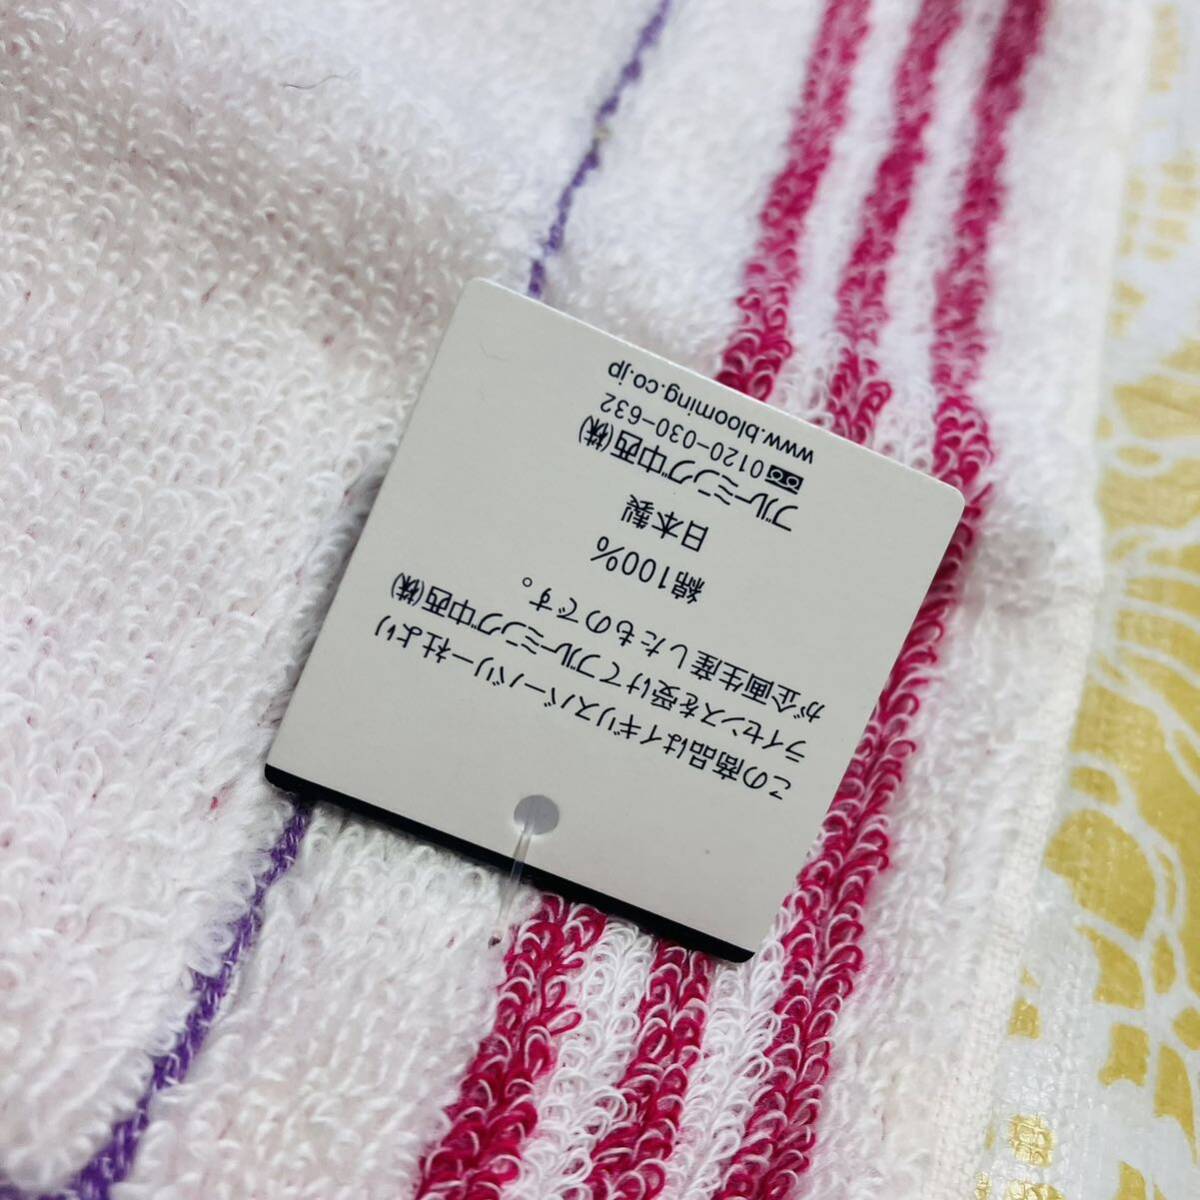 この商品はイギリスバーバリー社より
ライセンスを受けてブルーミング中西(株)
が企画生産したものです。
綿100%
日本製
ブルーミング中西(株)
0120-030-632
www.blooming.co.jp